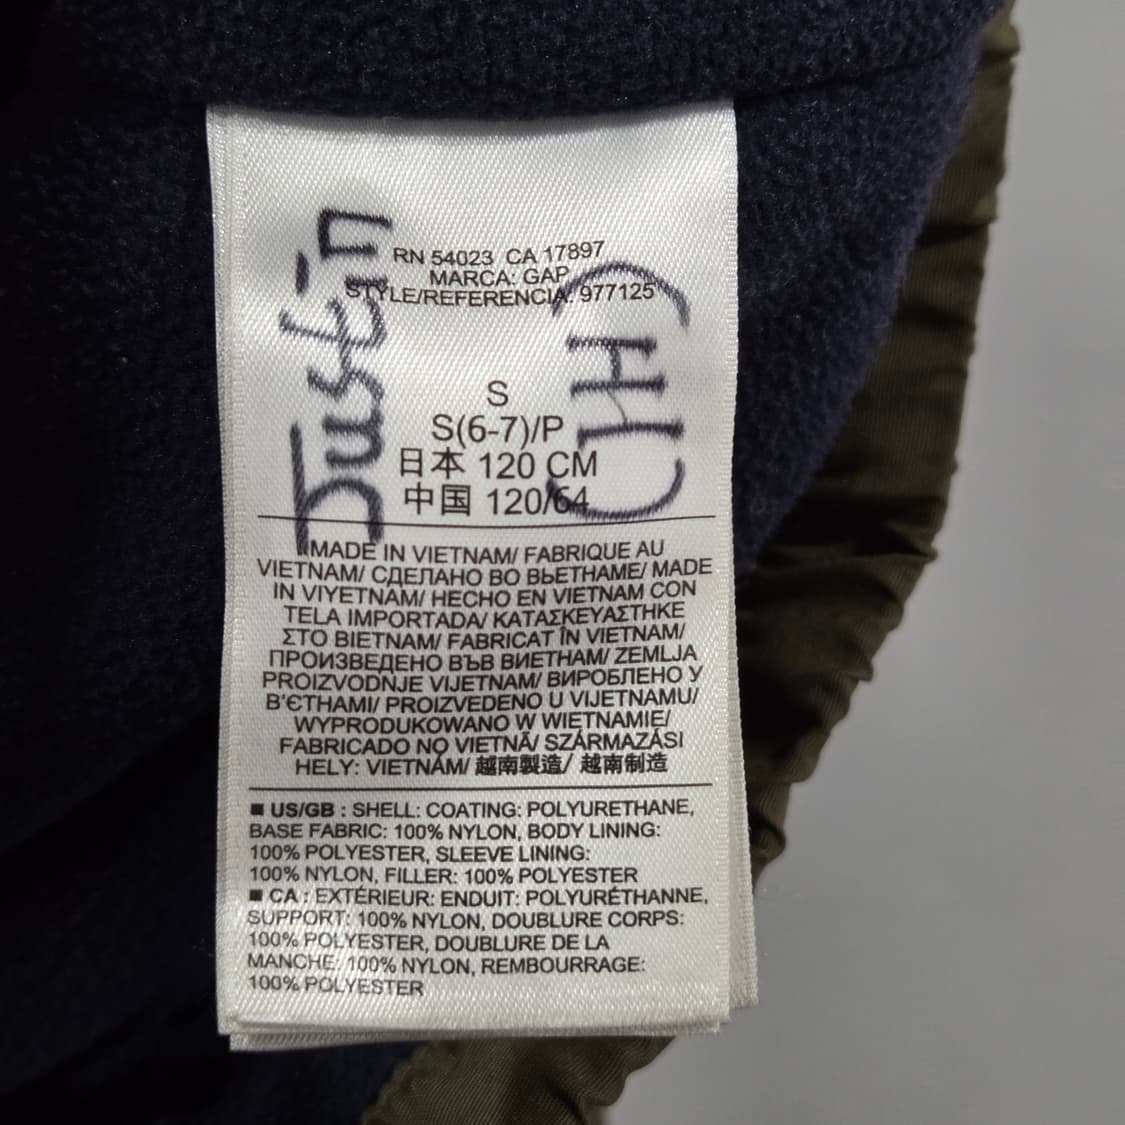 Justin
(JH)
RN 54023 CA 17897
MARCA: GAP
STYLE/REFERENCIA: 977125
S
S(6-7)/P
日本 120 CM
中国 120/64
MADE IN VIETNAM/ FABRIQUE AU
VIETNAM/ СДЕЛАНО ВО ВЬЕТНАМЕ/ MADE
IN VIYETNAM/ HECHO EN VIETNAM CON
TELA IMPORTADA/ ΚΑΤΑΣΚΕΥΑΣΤΗΚΕ
ΣΤΟ ΒΙΕΤΝΑΜ/ FABRICAT ÎN VIETNAM/
ПРОИЗВЕДЕНО ВЪВ ВИЕТНАМ/ ZEMLJA
PROIZVODNJE VIJETNAM/ ВИРОБЛЕНО У
В'ЄТНАМІ/ PROIZVEDENO U VIJETNAMU/
WYPRODUKOWANO W WIETNAMIE/
FABRICADO NO VIETNÃ/ SZÁRMAZÁSI
HELY: VIETNÁM/ 越南製造/ 越南制造
■ US/GB : SHELL: COATING: POLYURETHANE,
BASE FABRIC: 100% NYLON, BODY LINING:
100% POLYESTER, SLEEVE LINING:
100% NYLON, FILLER: 100% POLYESTER
■ CA : EXTÉRIEUR: ENDUIT: POLYURÉTHANNE,
SUPPORT: 100% NYLON, DOUBLURE CORPS:
100% POLYESTER, DOUBLURE DE LA
MANCHE: 100% NYLON, REMBOURRAGE:
100% POLYESTER